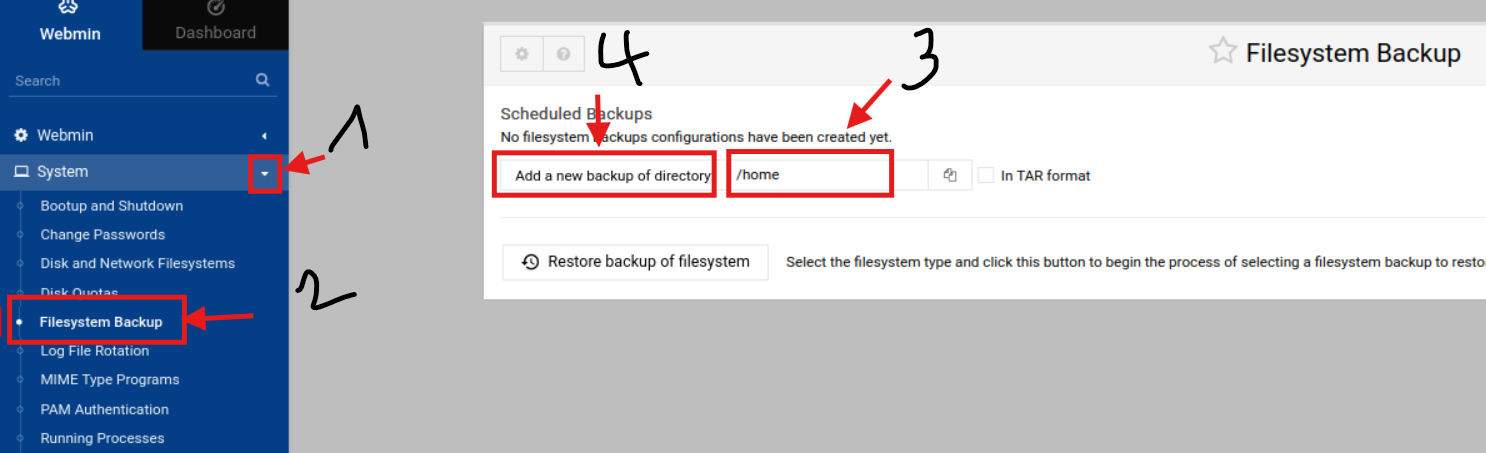 Webmin
Dashboard
Search
Webmin
System
Bootup and Shutdown
Change Passwords
Disk and Network Filesystems
Disk Quotas
Filesystem Backup
Log File Rotation
MIME Type Programs
PAM Authentication
Running Processes
1
2
4
3
Filesystem Backup
Scheduled Backups
No filesystem backups configurations have been created yet.
Add a new backup of directory
/home
In TAR format
Restore backup of filesystem
Select the filesystem type and click this button to begin the process of selecting a filesystem backup to resto